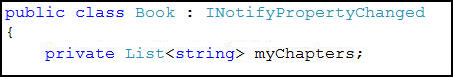 public class Book : INotifyPropertyChanged
{
    private List<string> myChapters;